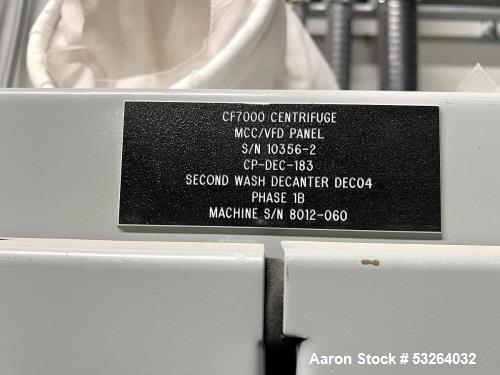 CF7000 CENTRIFUGE
MCC/VFD PANEL
S/N 10356-2
CP-DEC-183
SECOND WASH DECANTER DEC04
PHASE 1B
MACHINE S/N 8012-060
Aaron Stock # 53264032